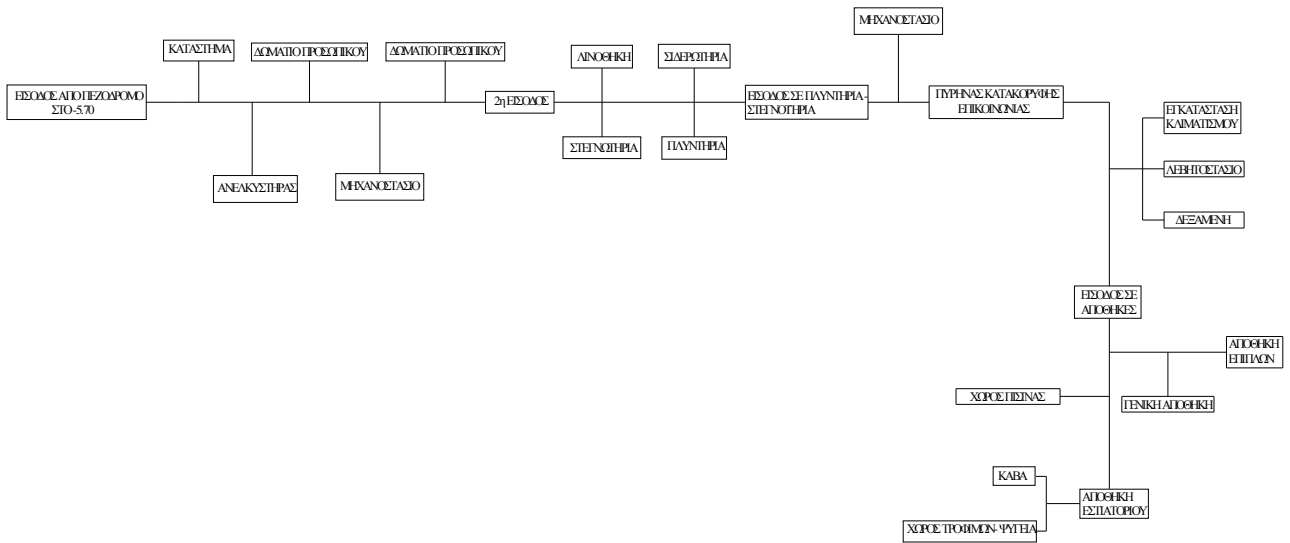 ΜΗΧΑΝΟΣΤΑΣΙΟ
ΚΑΤΑΣΤΗΜΑ
ΔΩΜΑΤΙΟ ΠΡΟΣΩΠΙΚΟΥ
ΔΩΜΑΤΙΟ ΠΡΟΣΩΠΙΚΟΥ
ΛΙΝΟΘΗΚΗ
ΣΙΔΕΡΩΤΗΡΙΑ
ΕΙΣΟΔΟΣ ΑΠΟ ΠΕΖΟΔΡΟΜΟ
ΣΤΟ -5.70
2η ΕΙΣΟΔΟΣ
ΕΙΣΟΔΟΣ ΣΕ ΠΛΥΝΤΗΡΙΑ -
ΣΤΕΓΝΟΤΗΡΙΑ
ΠΥΡΗΝΑΣ ΚΑΤΑΚΟΡΥΦΗΣ
ΕΠΙΚΟΙΝΩΝΙΑΣ
ΕΓΚΑΤΑΣΤΑΣΗ
ΚΛΙΜΑΤΙΣΜΟΥ
ΣΤΕΓΝΩΤΗΡΙΑ
ΠΛΥΝΤΗΡΙΑ
ΛΕΒΗΤΟΣΤΑΣΙΟ
ΑΝΕΛΚΥΣΤΗΡΑΣ
ΜΗΧΑΝΟΣΤΑΣΙΟ
ΔΕΞΑΜΕΝΗ
ΕΙΣΟΔΟΣ ΣΕ
ΑΠΟΘΗΚΕΣ
ΑΠΟΘΗΚΗ
ΕΠΙΠΛΩΝ
ΧΩΡΟΣ ΠΙΣΙΝΑΣ
ΓΕΝΙΚΗ ΑΠΟΘΗΚΗ
ΚΑΒΑ
ΑΠΟΘΗΚΗ
ΕΣΤΙΑΤΟΡΙΟΥ
ΧΩΡΟΣ ΤΡΟΦΙΜΩΝ - ΨΥΓΕΙΑ